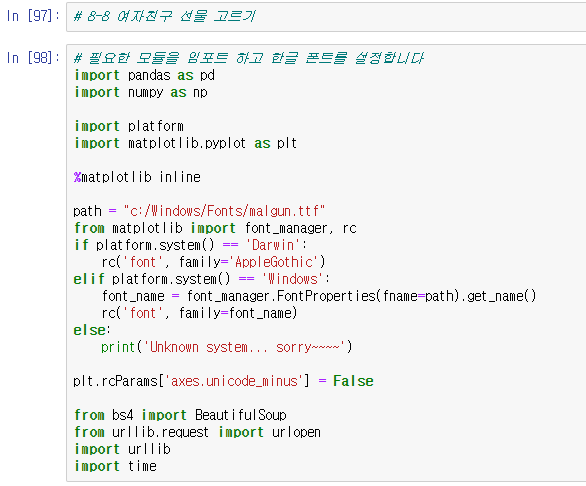 In [97]: # 8-8 여자친구 선물 고르기
In [98]: # 필요한 모듈을 임포트 하고 한글 폰트를 설정합니다
import pandas as pd
import numpy as np
import platform
import matplotlib.pyplot as plt
%matplotlib inline
path = "c:/Windows/Fonts/malgun.ttf"
from matplotlib import font_manager, rc
if platform.system() == 'Darwin':
    rc('font', family='AppleGothic')
elif platform.system() == 'Windows':
    font_name = font_manager.FontProperties(fname=path).get_name()
    rc('font', family=font_name)
else:
    print('Unknown system... sorry~~~~')
plt.rcParams['axes.unicode_minus'] = False
from bs4 import BeautifulSoup
from urllib.request import urlopen
import urllib
import time